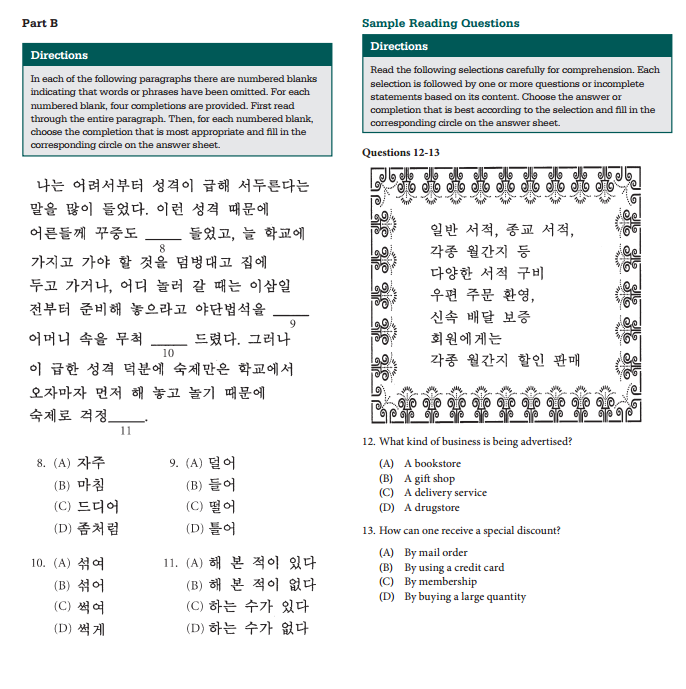 Part B
Directions
In each of the following paragraphs there are numbered blanks
indicating that words or phrases have been omitted. For each
numbered blank, four completions are provided. First read
through the entire paragraph. Then, for each numbered blank,
choose the completion that is most appropriate and fill in the
corresponding circle on the answer sheet.
나는 어려서부터 성격이 급해 서두른다는
말을 많이 들었다. 이런 성격 때문에
어른들께 꾸중도 ____ 들었고, 늘 학교에
8
가지고 가야 할 것을 덤벙대고 집에
두고 가거나, 어디 놀러 갈 때는 이삼일
전부터 준비해 놓으라고 야단법석을 ____
9
어머니 속을 무척 ____ 드렸다. 그러나
10
이 급한 성격 덕분에 숙제만은 학교에서
오자마자 먼저 해 놓고 놀기 때문에
숙제로 걱정____.
11
8. (A) 자주
(B) 마침
(C) 드디어
(D) 좀처럼
9. (A) 덜어
(B) 들어
(C) 떨어
(D) 틀어
10. (A) 섞여
(B) 섞어
(C) 썩여
(D) 썩게
11. (A) 해 본 적이 있다
(B) 해 본 적이 없다
(C) 하는 수가 있다
(D) 하는 수가 없다
Sample Reading Questions
Directions
Read the following selections carefully for comprehension. Each
selection is followed by one or more questions or incomplete
statements based on its content. Choose the answer or
completion that is best according to the selection and fill in the
corresponding circle on the answer sheet.
Questions 12-13
일반 서적, 종교 서적,
각종 월간지 등
다양한 서적 구비
우편 주문 환영,
신속 배달 보증
회원에게는
각종 월간지 할인 판매
12. What kind of business is being advertised?
(A) A bookstore
(B) A gift shop
(C) A delivery service
(D) A drugstore
13. How can one receive a special discount?
(A) By mail order
(B) By using a credit card
(C) By membership
(D) By buying a large quantity